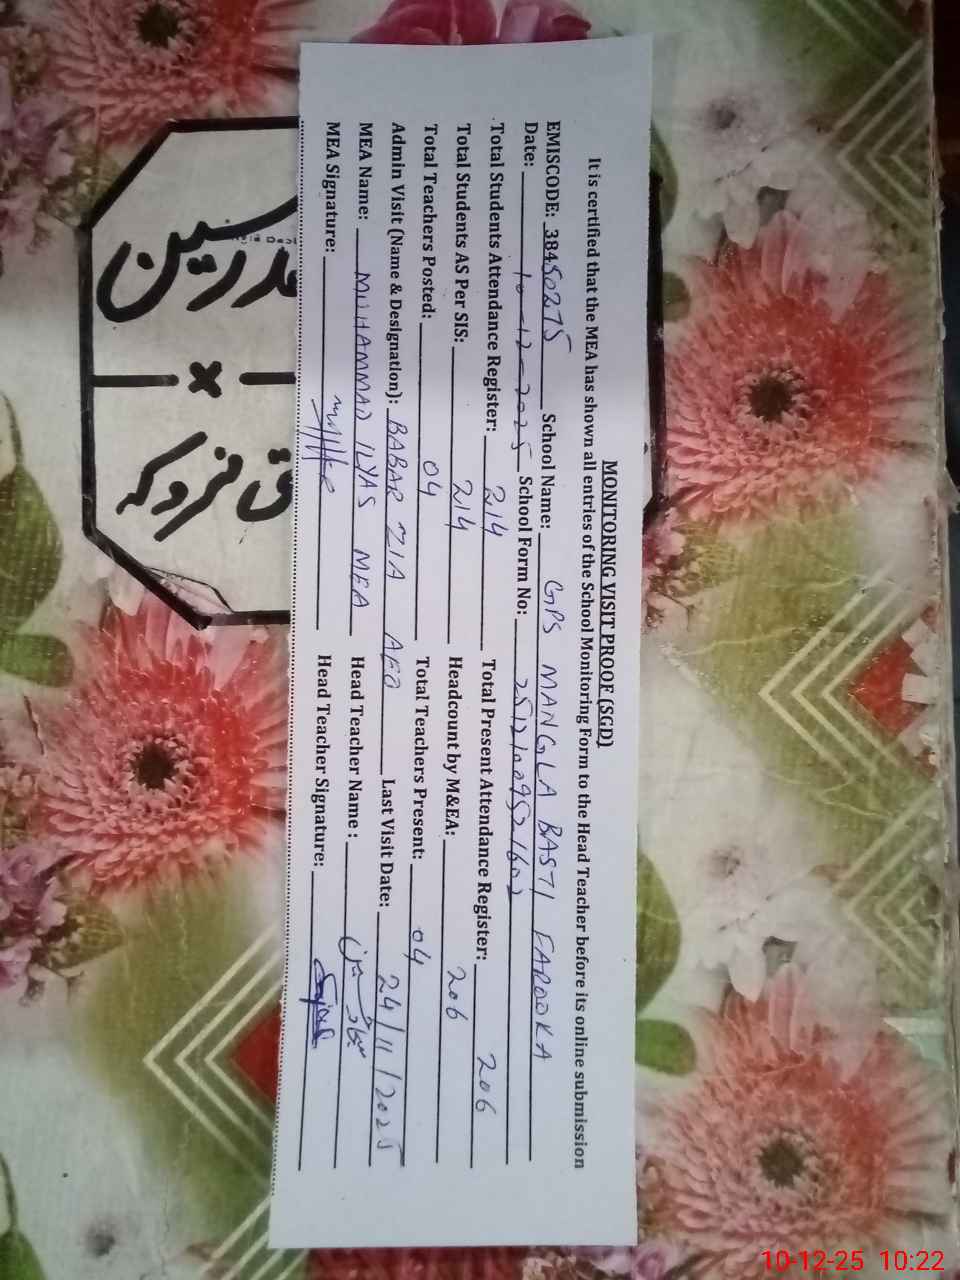 MONITORING VISIT PROOF (SGD)
It is certified that the MEA has shown all entries of the School Monitoring Form to the Head Teacher before its online submission
EMISCODE: 38450275 School Name: GPS MANGLA BASTI FAROOKA
Date: 10-12-2025 School Form No: 25121009521602
Total Students Attendance Register: 214 Total Present Attendance Register: 206
Total Students AS Per SIS: 214 Headcount by M&EA: 206
Total Teachers Posted: 04 Total Teachers Present: 04
Admin Visit (Name & Designation): BABAR ZIA AEO Last Visit Date: 24/11/2025
MEA Name: MUHAMMAD ILYAS MEA Head Teacher Name :
MEA Signature: Head Teacher Signature:
10-12-25 10:22